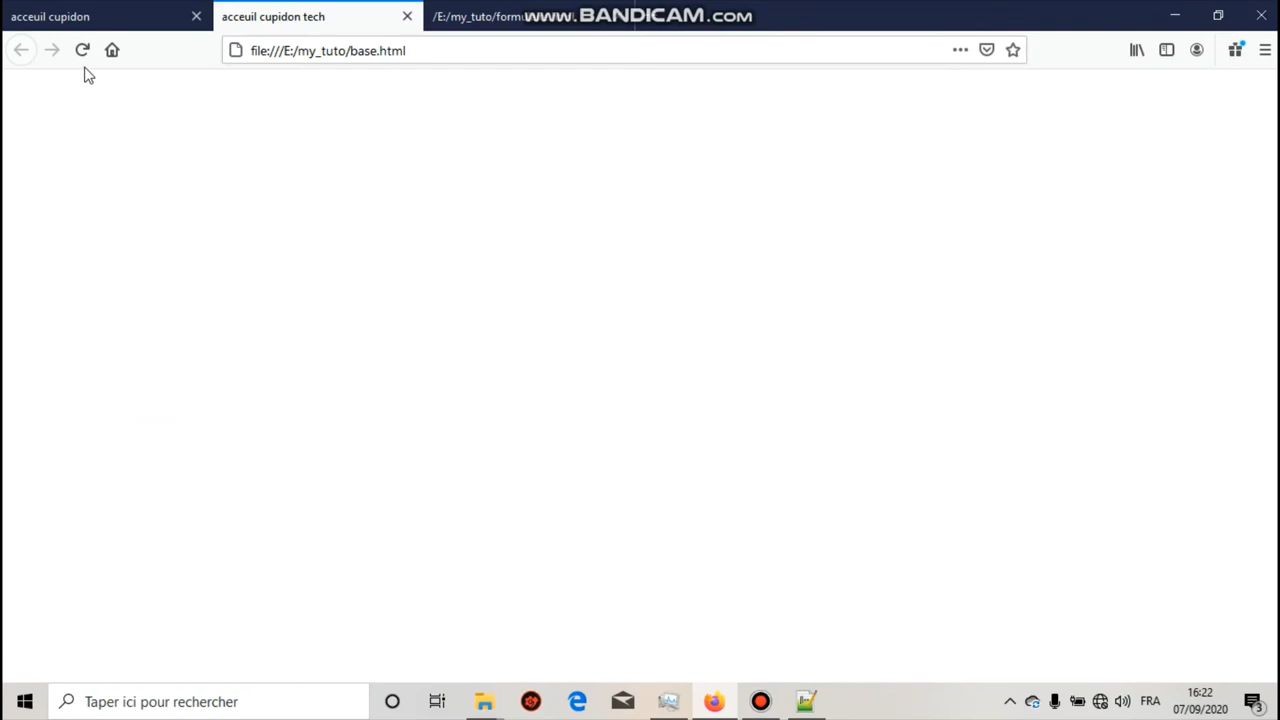 acceuil cupidon
acceuil cupidon tech
/E:/my_tuto/form
www.BANDICAM.com
file:///E:/my_tuto/base.html
Taper ici pour rechercher
FRA
16:22
07/09/2020
3